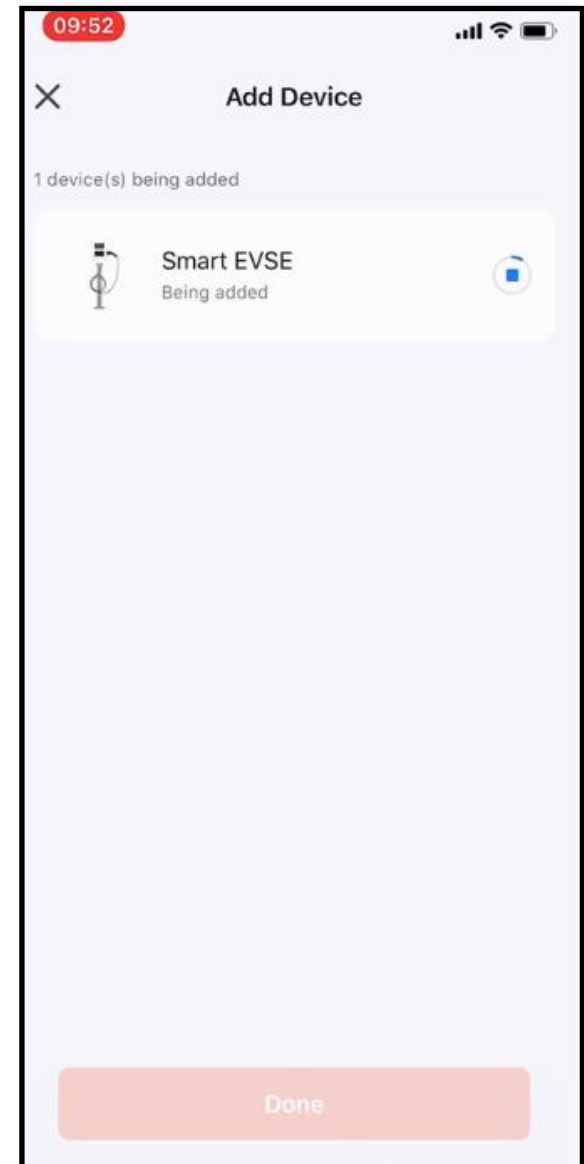 09:52
Add Device
1 device(s) being added
Smart EVSE
Being added
Done